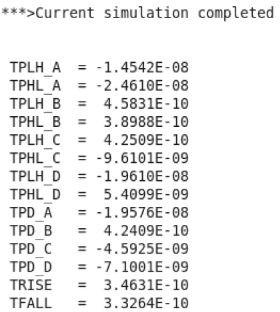 ***>Current simulation completed
TPLH_A = -1.4542E-08
TPHL_A = -2.4610E-08
TPLH_B = 4.5831E-10
TPHL_B = 3.8988E-10
TPLH_C = 4.2509E-10
TPHL_C = -9.6101E-09
TPLH_D = -1.9610E-08
TPHL_D = 5.4099E-09
TPD_A = -1.9576E-08
TPD_B = 4.2409E-10
TPD_C = -4.5925E-09
TPD_D = -7.1001E-09
TRISE = 3.4631E-10
TFALL = 3.3264E-10